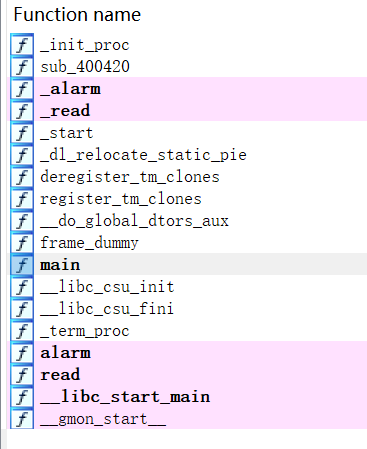 Function name
f _init_proc
f sub_400420
f _alarm
f _read
f _start
f _dl_relocate_static_pie
f deregister_tm_clones
f register_tm_clones
f __do_global_dtors_aux
f frame_dummy
f main
f __libc_csu_init
f __libc_csu_fini
f _term_proc
f alarm
f read
f __libc_start_main
f __gmon_start__